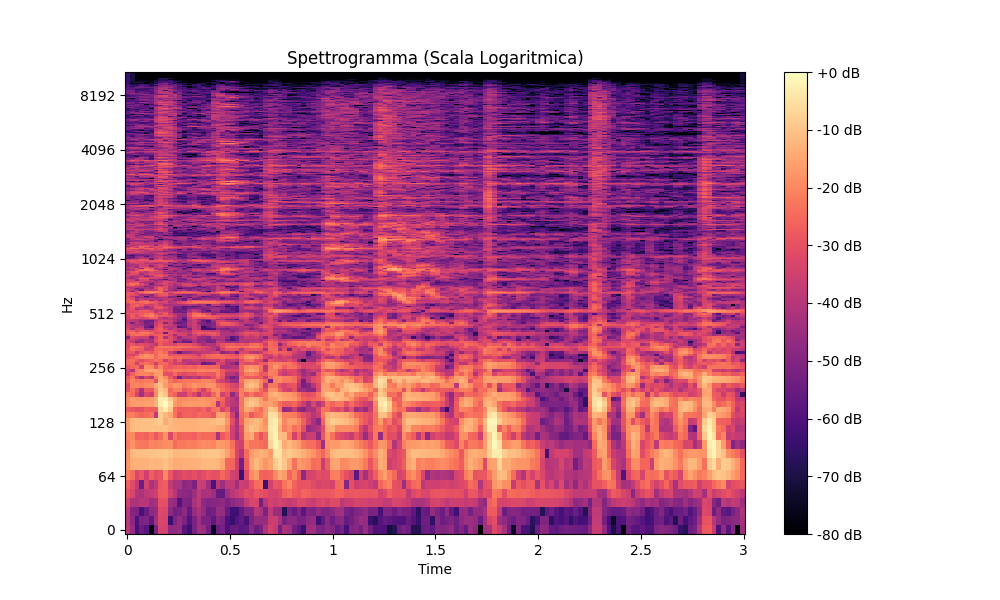 Spettrogramma (Scala Logaritmica)
Hz
8192
4096
2048
1024
512
256
128
64
0
0
0.5
1
1.5
2
2.5
3
Time
+0 dB
-10 dB
-20 dB
-30 dB
-40 dB
-50 dB
-60 dB
-70 dB
-80 dB